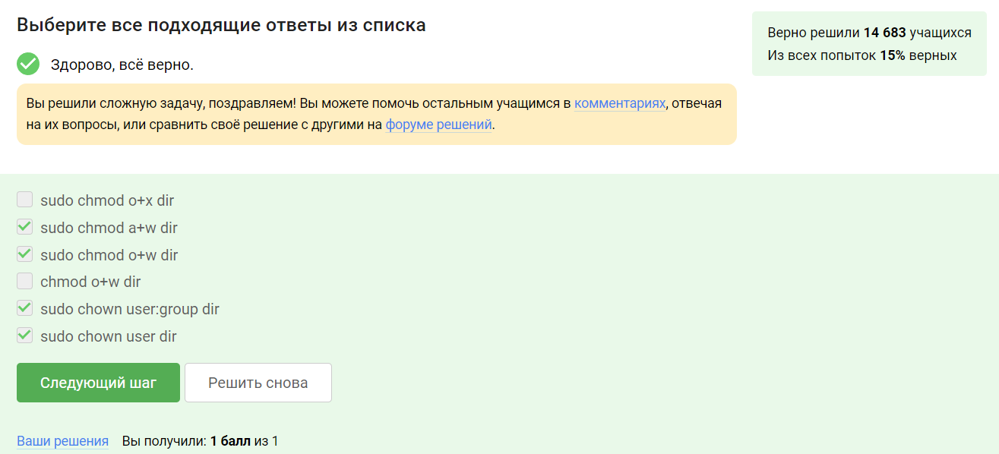 Выберите все подходящие ответы из списка
Верно решили 14 683 учащихся
Из всех попыток 15% верных
Здорово, всё верно.
Вы решили сложную задачу, поздравляем! Вы можете помочь остальным учащимся в комментариях, отвечая
на их вопросы, или сравнить своё решение с другими на форуме решений.
sudo chmod o+x dir
sudo chmod a+w dir
sudo chmod o+w dir
chmod o+w dir
sudo chown user:group dir
sudo chown user dir
Следующий шаг
Решить снова
Ваши решения Вы получили: 1 балл из 1